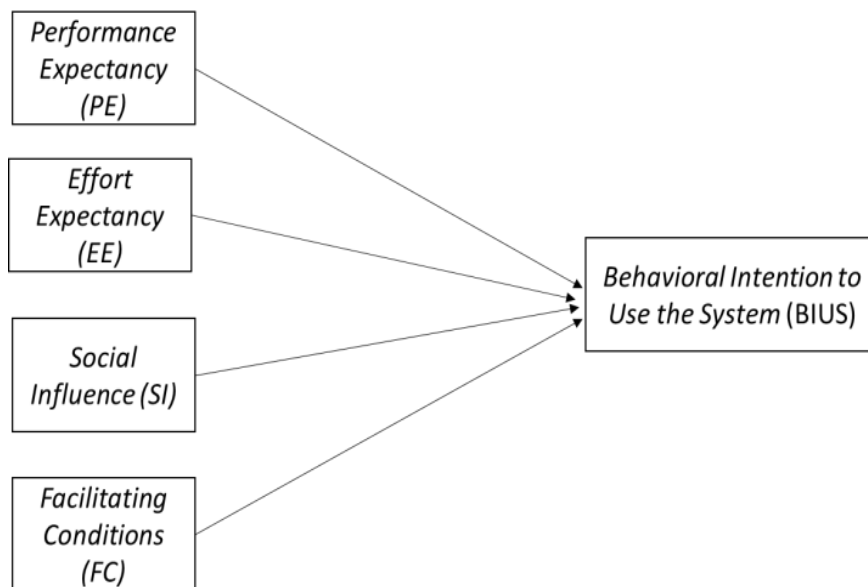 Performance
Expectancy
(PE)
Effort
Expectancy
(EE)
Social
Influence (SI)
Facilitating
Conditions
(FC)
Behavioral Intention to
Use the System (BIUS)